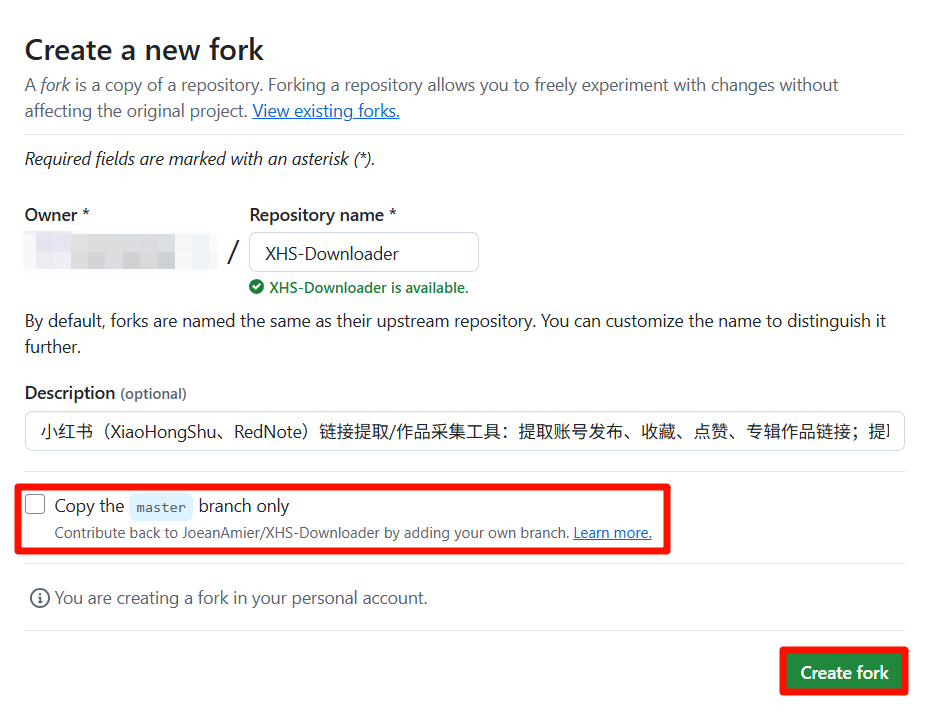 Create a new fork
A fork is a copy of a repository. Forking a repository allows you to freely experiment with changes without
affecting the original project. View existing forks.
Required fields are marked with an asterisk (*).
Owner *
Repository name *
/
XHS-Downloader
XHS-Downloader is available.
By default, forks are named the same as their upstream repository. You can customize the name to distinguish it
further.
Description (optional)
小红书（XiaoHongShu、RedNote）链接提取/作品采集工具：提取账号发布、收藏、点赞、专辑作品链接；提
Copy the master branch only
Contribute back to JoeanAmier/XHS-Downloader by adding your own branch. Learn more.
You are creating a fork in your personal account.
Create fork